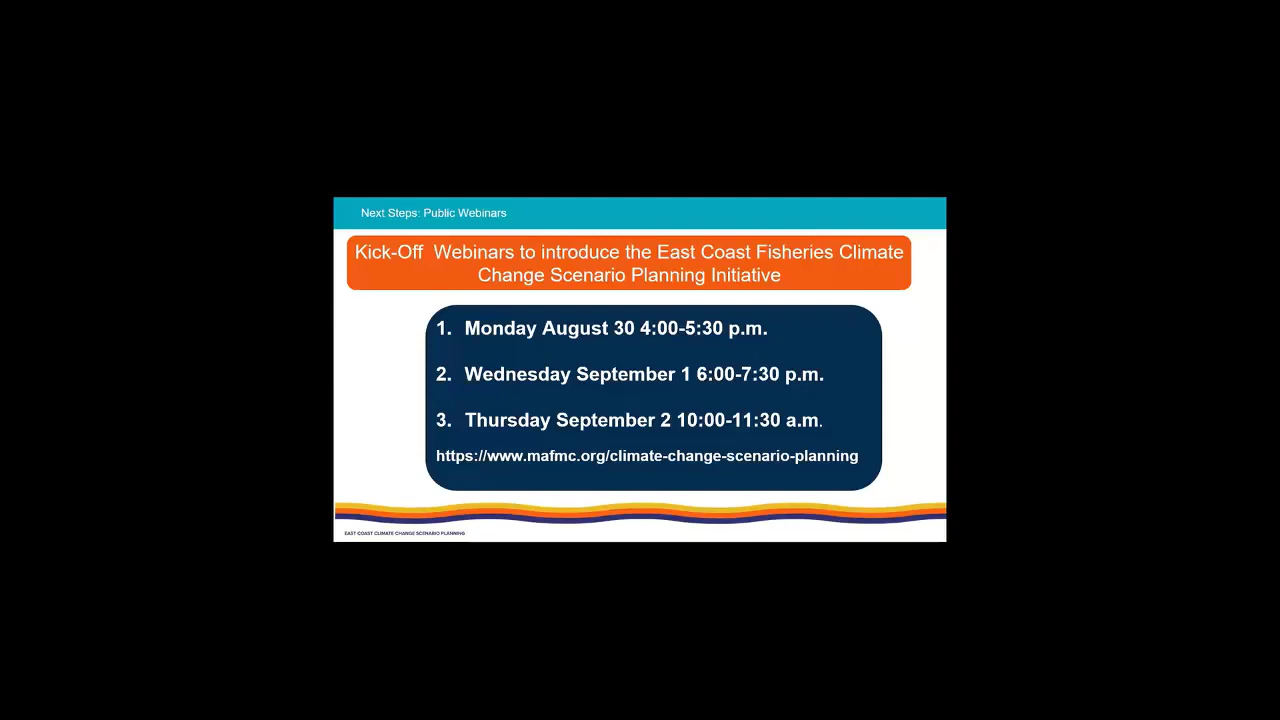 Next Steps: Public Webinars
Kick-Off  Webinars to introduce the East Coast Fisheries Climate
Change Scenario Planning Initiative
1. Monday August 30 4:00-5:30 p.m.
2. Wednesday September 1 6:00-7:30 p.m.
3. Thursday September 2 10:00-11:30 a.m.
https://www.mafmc.org/climate-change-scenario-planning
EAST COAST CLIMATE CHANGE SCENARIO PLANNING